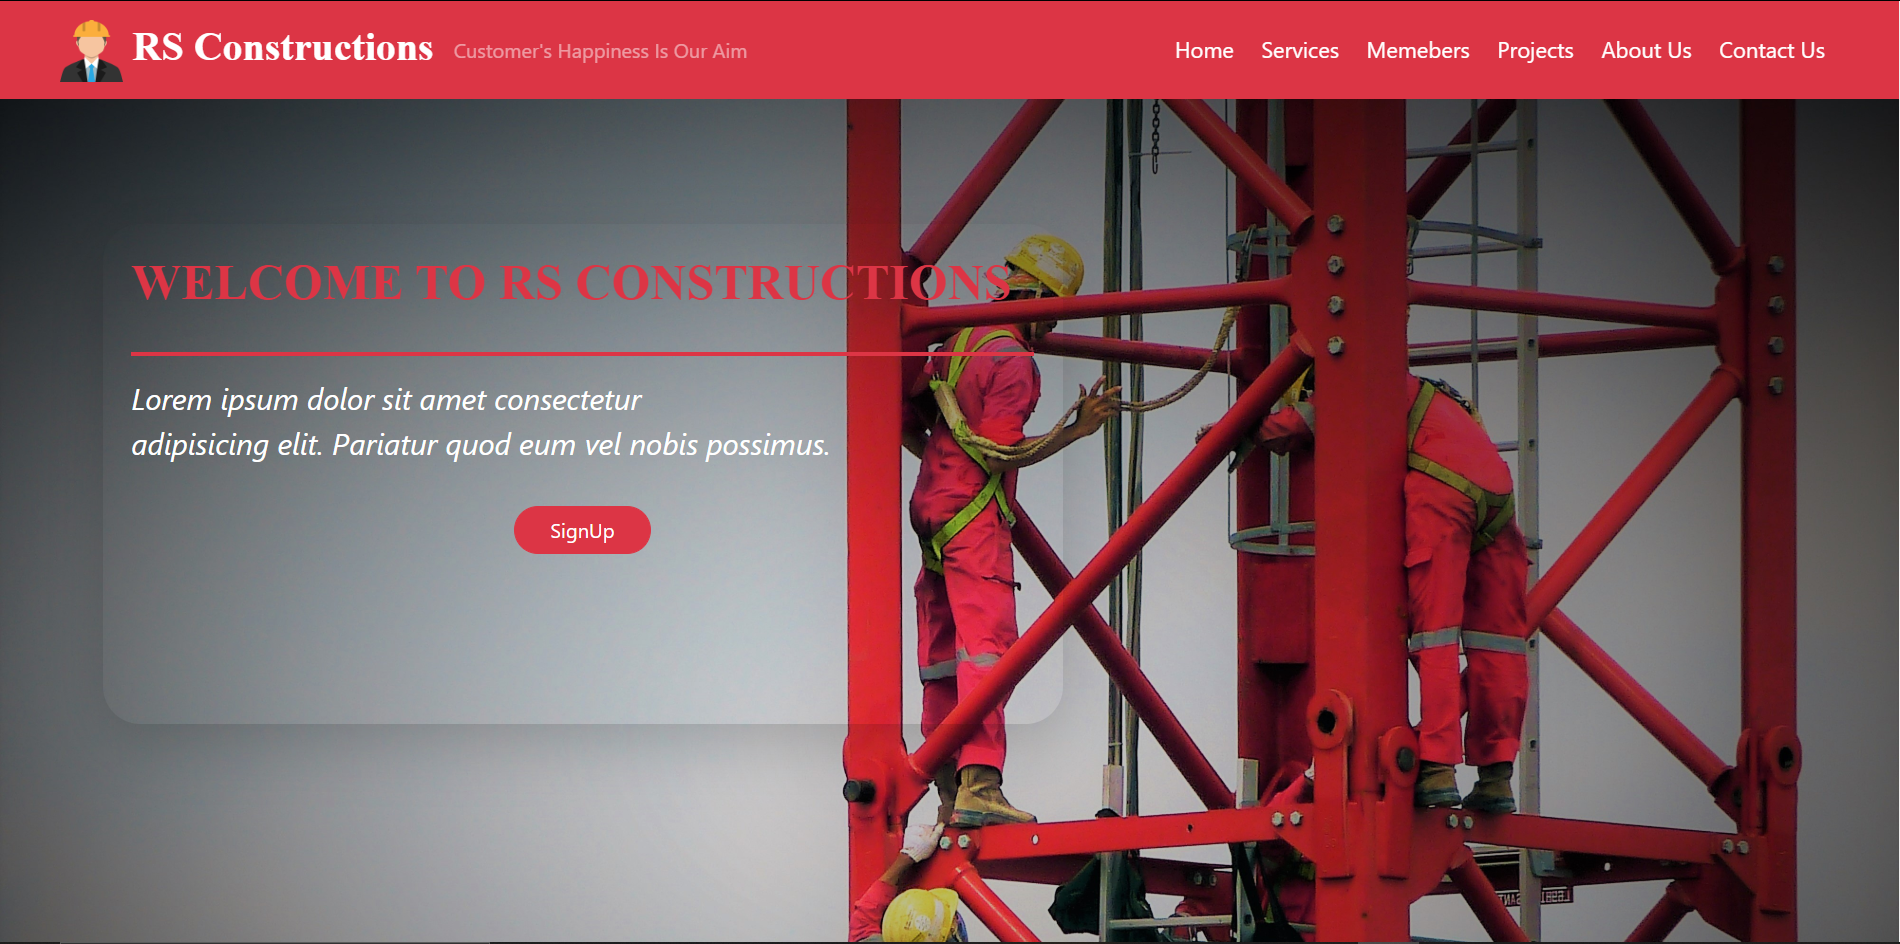 RS Constructions
Customer's Happiness Is Our Aim
Home Services Memebers Projects About Us Contact Us
WELCOME TO RS CONSTRUCTIONS
Lorem ipsum dolor sit amet consectetur
adipisicing elit. Pariatur quod eum vel nobis possimus.
SignUp